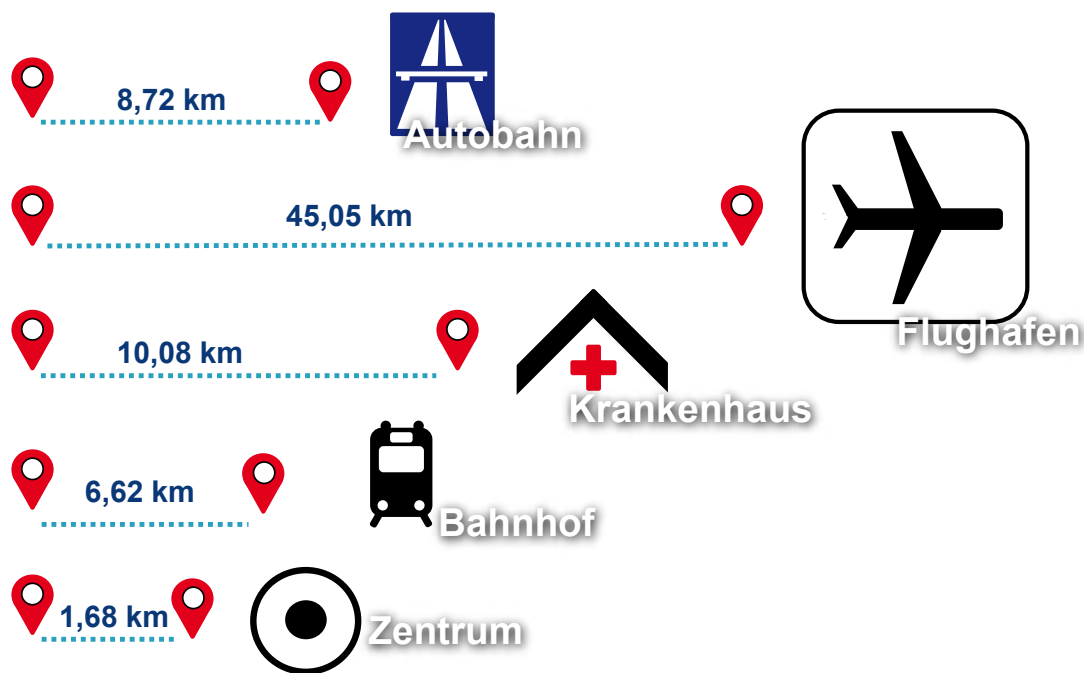 8,72 km
Autobahn
45,05 km
Flughafen
10,08 km
Krankenhaus
6,62 km
Bahnhof
1,68 km
Zentrum